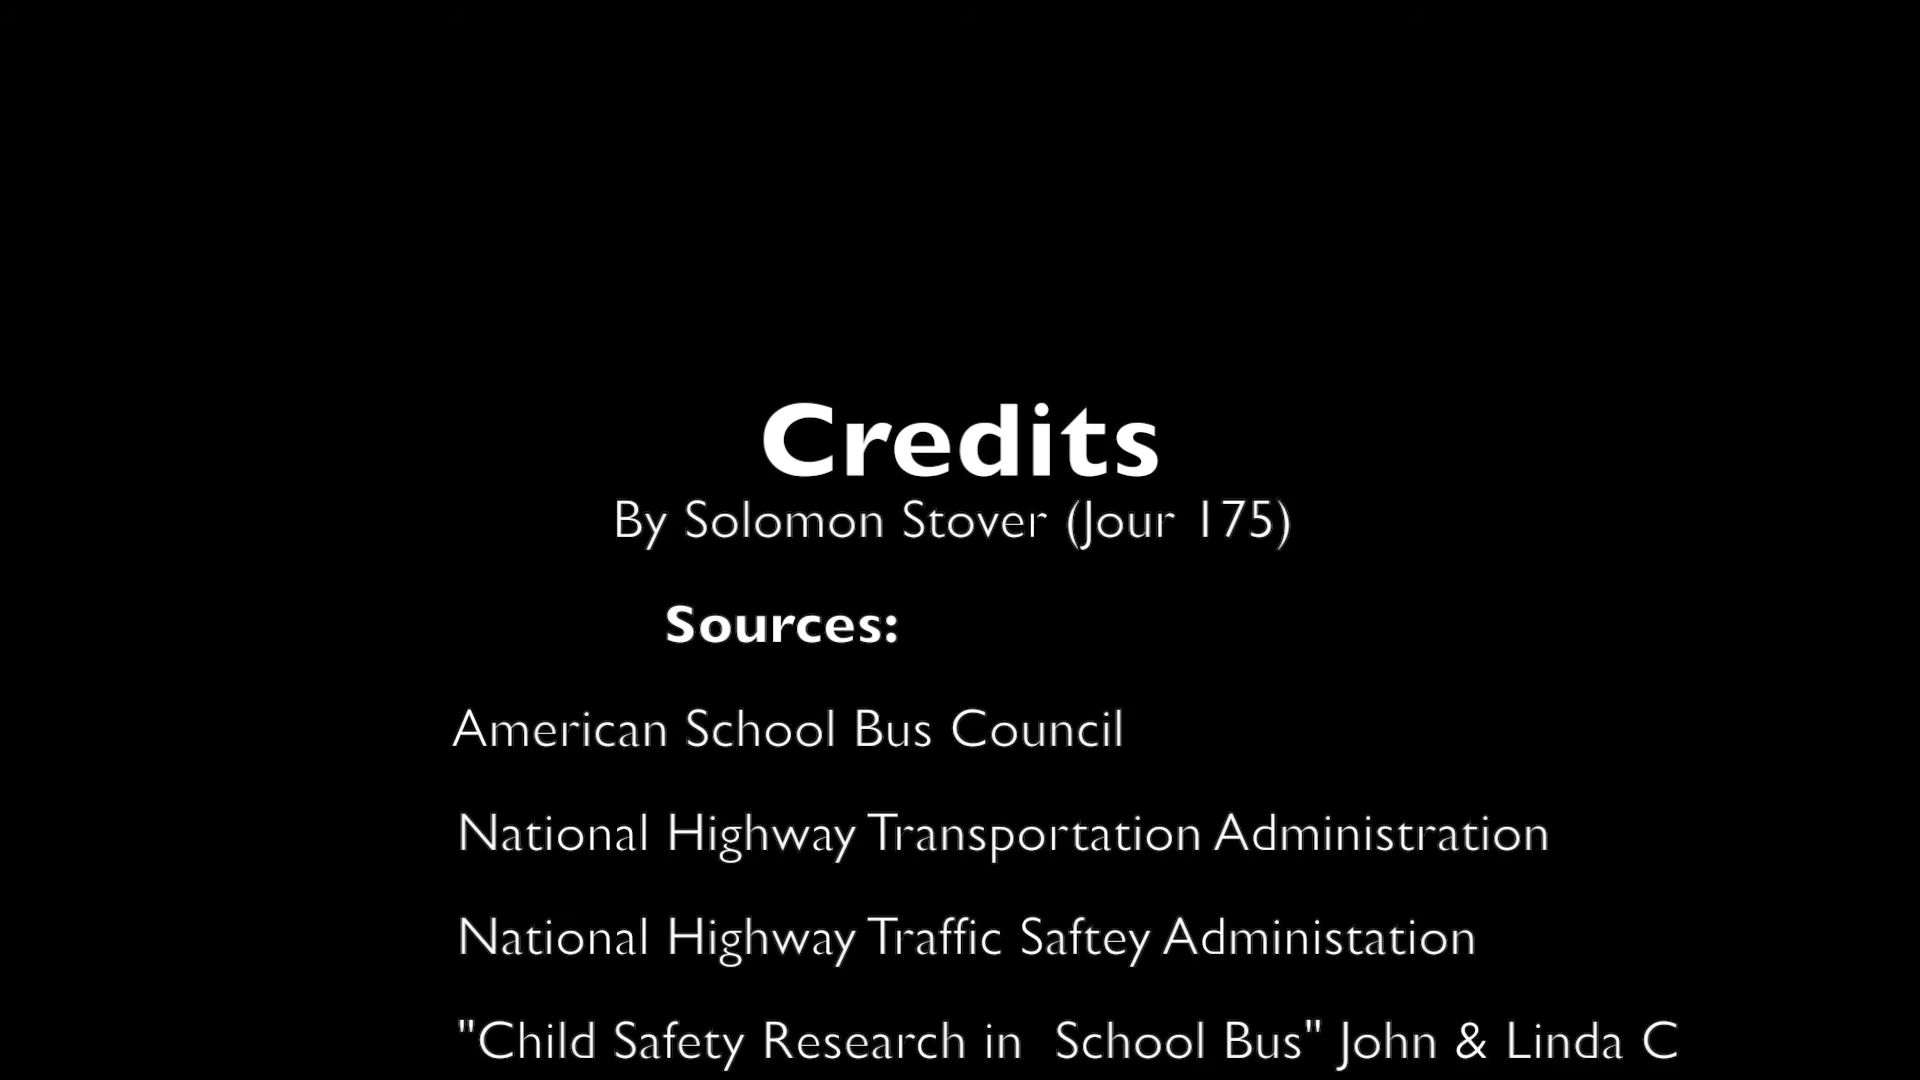 Credits
By Solomon Stover (Jour 175)
Sources:
American School Bus Council
National Highway Transportation Administration
National Highway Traffic Saftey Administation
"Child Safety Research in  School Bus" John & Linda C